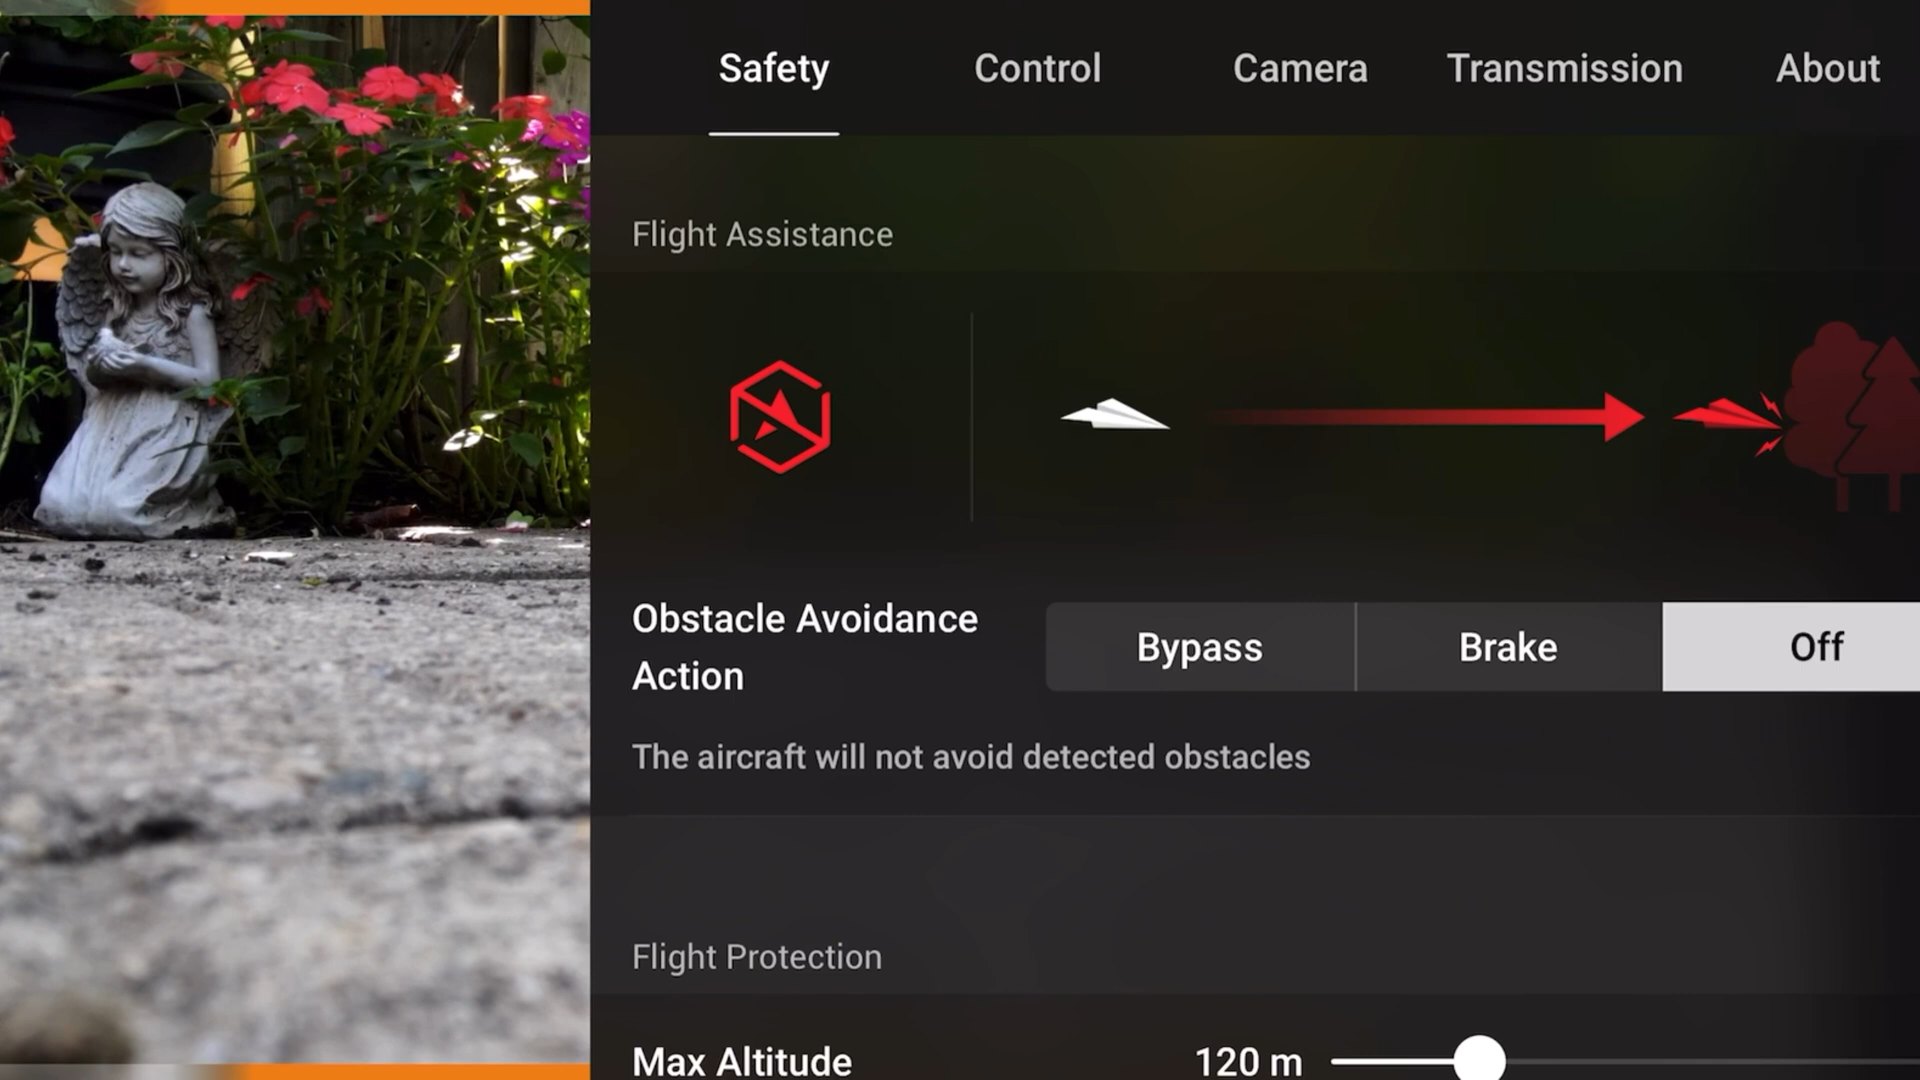 Safety Control Camera Transmission About
Flight Assistance
Obstacle Avoidance
Action
Bypass Brake Off
The aircraft will not avoid detected obstacles
Flight Protection
Max Altitude 120 m